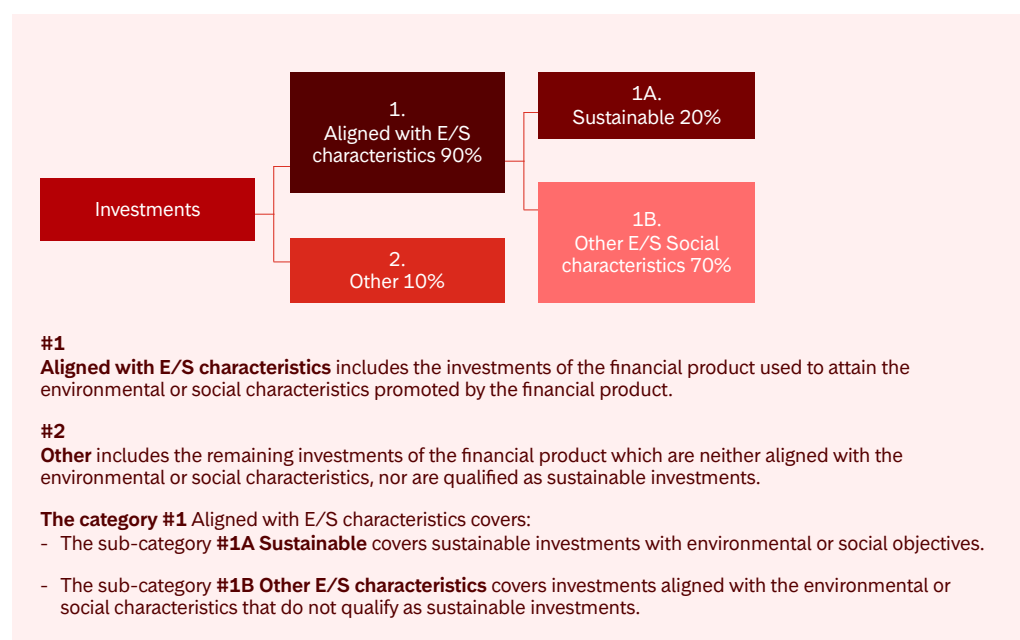 Investments
1.
Aligned with E/S
characteristics 90%
2.
Other 10%
1A.
Sustainable 20%
1B.
Other E/S Social
characteristics 70%
#1
Aligned with E/S characteristics includes the investments of the financial product used to attain the
environmental or social characteristics promoted by the financial product.
#2
Other includes the remaining investments of the financial product which are neither aligned with the
environmental or social characteristics, nor are qualified as sustainable investments.
The category #1 Aligned with E/S characteristics covers:
- The sub-category #1A Sustainable covers sustainable investments with environmental or social objectives.
- The sub-category #1B Other E/S characteristics covers investments aligned with the environmental or
social characteristics that do not qualify as sustainable investments.